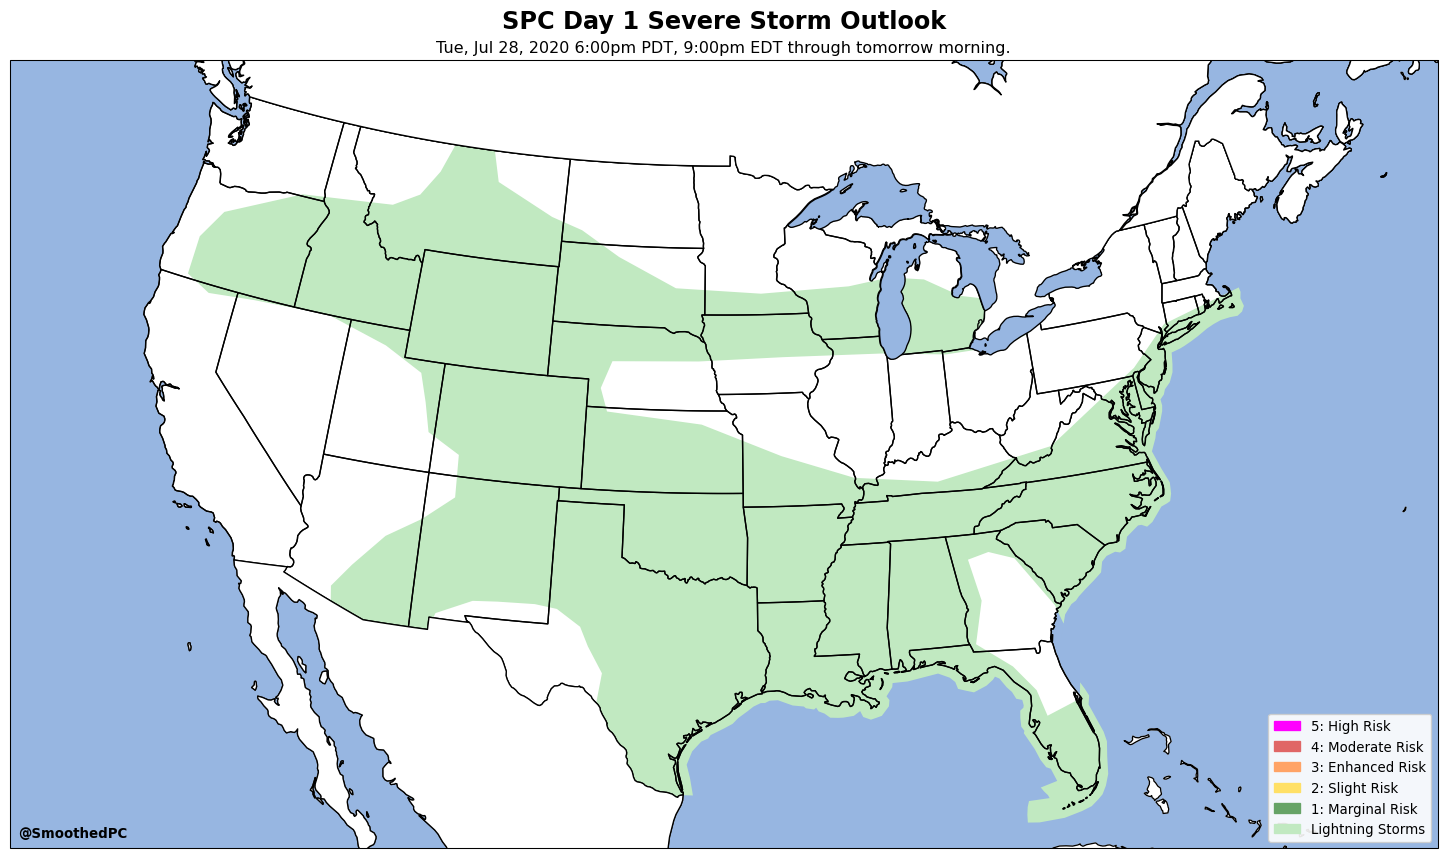 SPC Day 1 Severe Storm Outlook
Tue, Jul 28, 2020 6:00pm PDT, 9:00pm EDT through tomorrow morning.
5: High Risk
4: Moderate Risk
3: Enhanced Risk
2: Slight Risk
1: Marginal Risk
Lightning Storms
@SmoothedPC